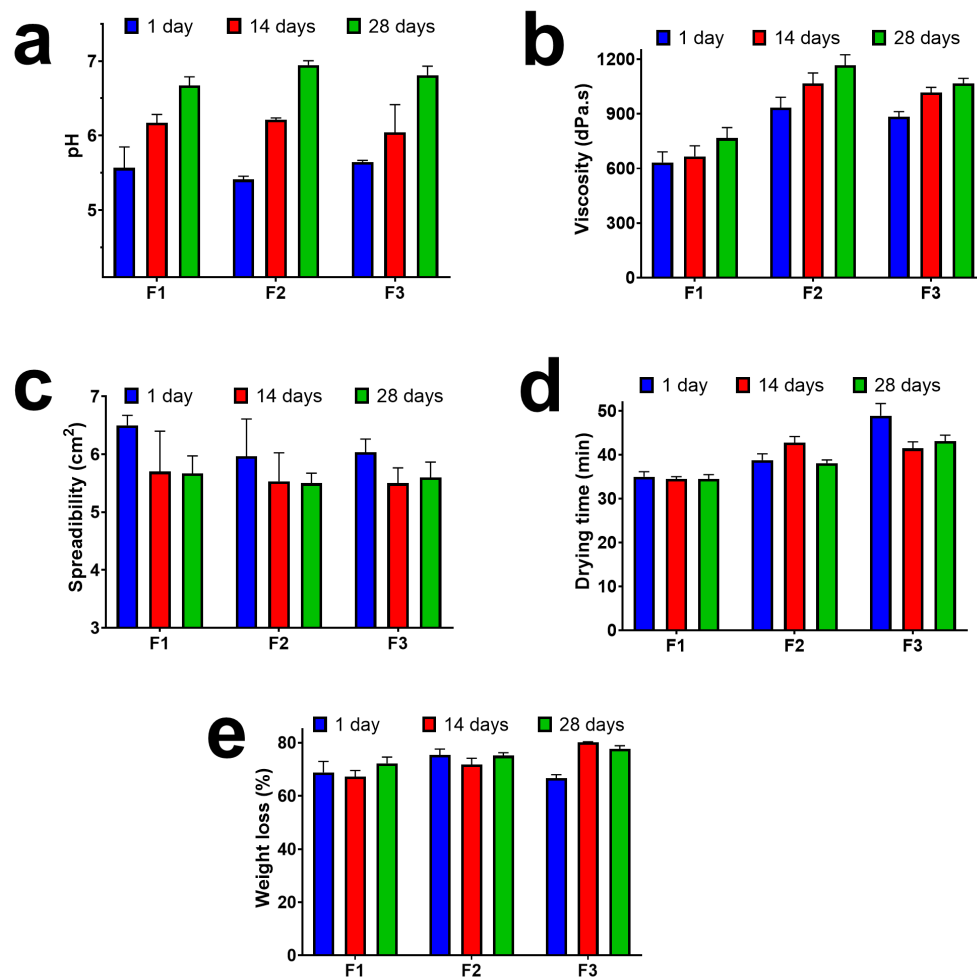 a
1 day 14 days 28 days
pH
7
6
5
F1 F2 F3
b
1 day 14 days 28 days
Viscosity (dPa.s)
1200
900
600
300
0
F1 F2 F3
c
1 day 14 days 28 days
Spreadibility (cm²)
7
6
5
4
3
F1 F2 F3
d
1 day 14 days 28 days
Drying time (min)
50
40
30
20
10
0
F1 F2 F3
e
1 day 14 days 28 days
Weight loss (%)
80
60
40
20
0
F1 F2 F3